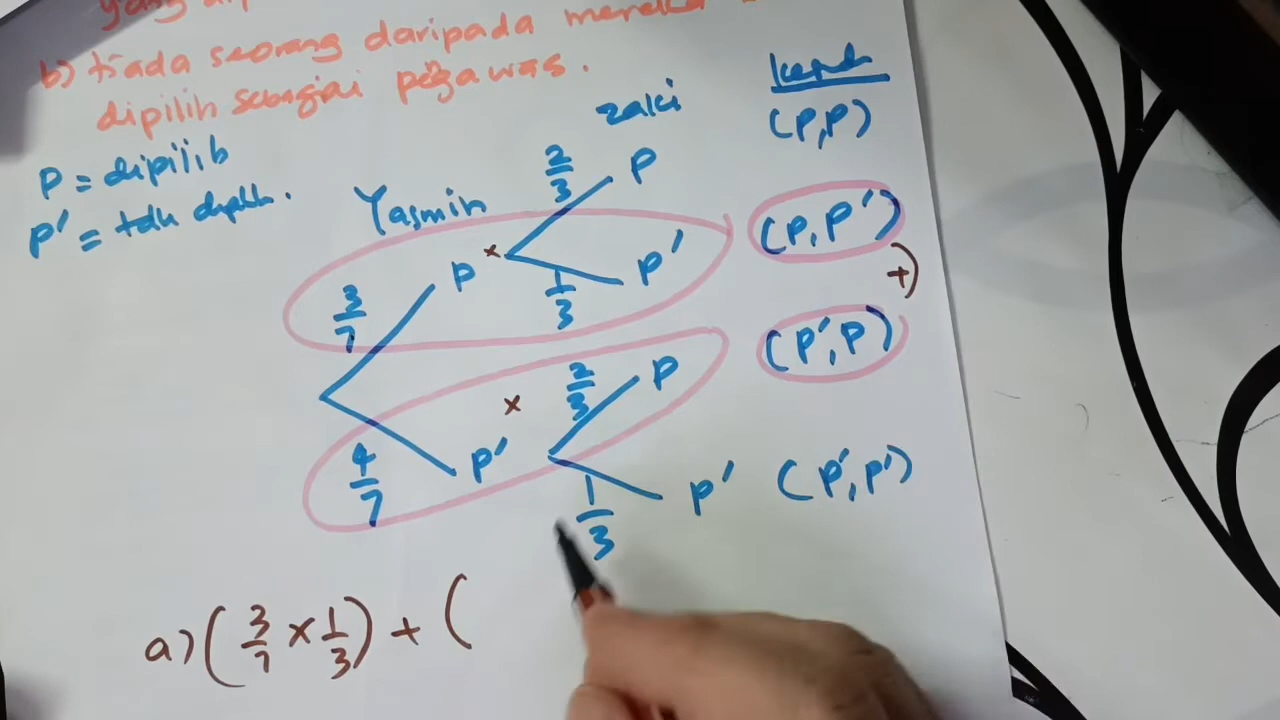 b) tiada seorang daripada mereka
dipilih sebagai pegawas.
P = dipilih
P' = tdk dipilih.
Yasmin
zaki
(P,P)
3/7
P
×
2/3
P
1/3
P'
(P,P')
+)
4/7
P'
×
2/3
P
(P',P)
1/3
P'
(P',P')
a) (3/7 × 1/3) + (